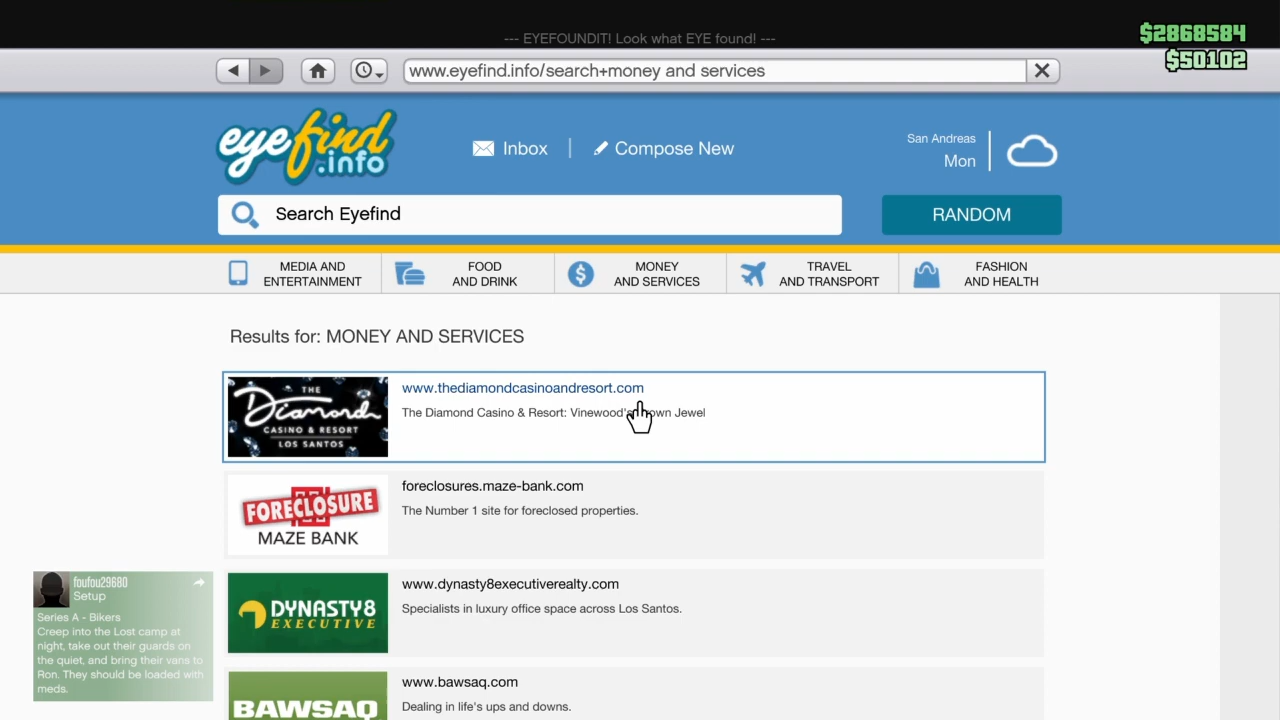 --- EYEFOUNDIT! Look what EYE found! ---
$2868584
$50102
www.eyefind.info/search+money and services
eyefind
.info
Inbox
Compose New
San Andreas
Mon
Search Eyefind
RANDOM
MEDIA AND
ENTERTAINMENT
FOOD
AND DRINK
MONEY
AND SERVICES
TRAVEL
AND TRANSPORT
FASHION
AND HEALTH
Results for: MONEY AND SERVICES
THE
Diamond
CASINO & RESORT
LOS SANTOS
www.thediamondcasinoandresort.com
The Diamond Casino & Resort: Vinewood's own Jewel
FORECLOSURE
MAZE BANK
foreclosures.maze-bank.com
The Number 1 site for foreclosed properties.
DYNASTY8
EXECUTIVE
www.dynasty8executiverealty.com
Specialists in luxury office space across Los Santos.
BAWSAQ
www.bawsaq.com
Dealing in life's ups and downs.
foufou29680
Setup
Series A - Bikers
Creep into the Lost camp at
night, take out their guards on
the quiet, and bring their vans to
Ron. They should be loaded with
meds.